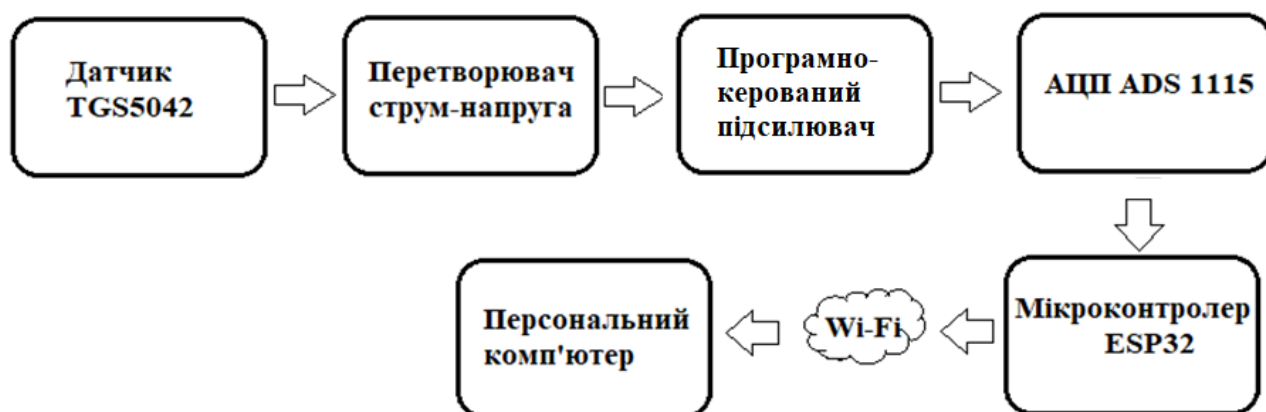 Датчик
TGS5042
Перетворювач
струм-напруга
Програмно-
керований
підсилювач
АЦП ADS 1115
Мікроконтролер
ESP32
Wi-Fi
Персональний
комп'ютер